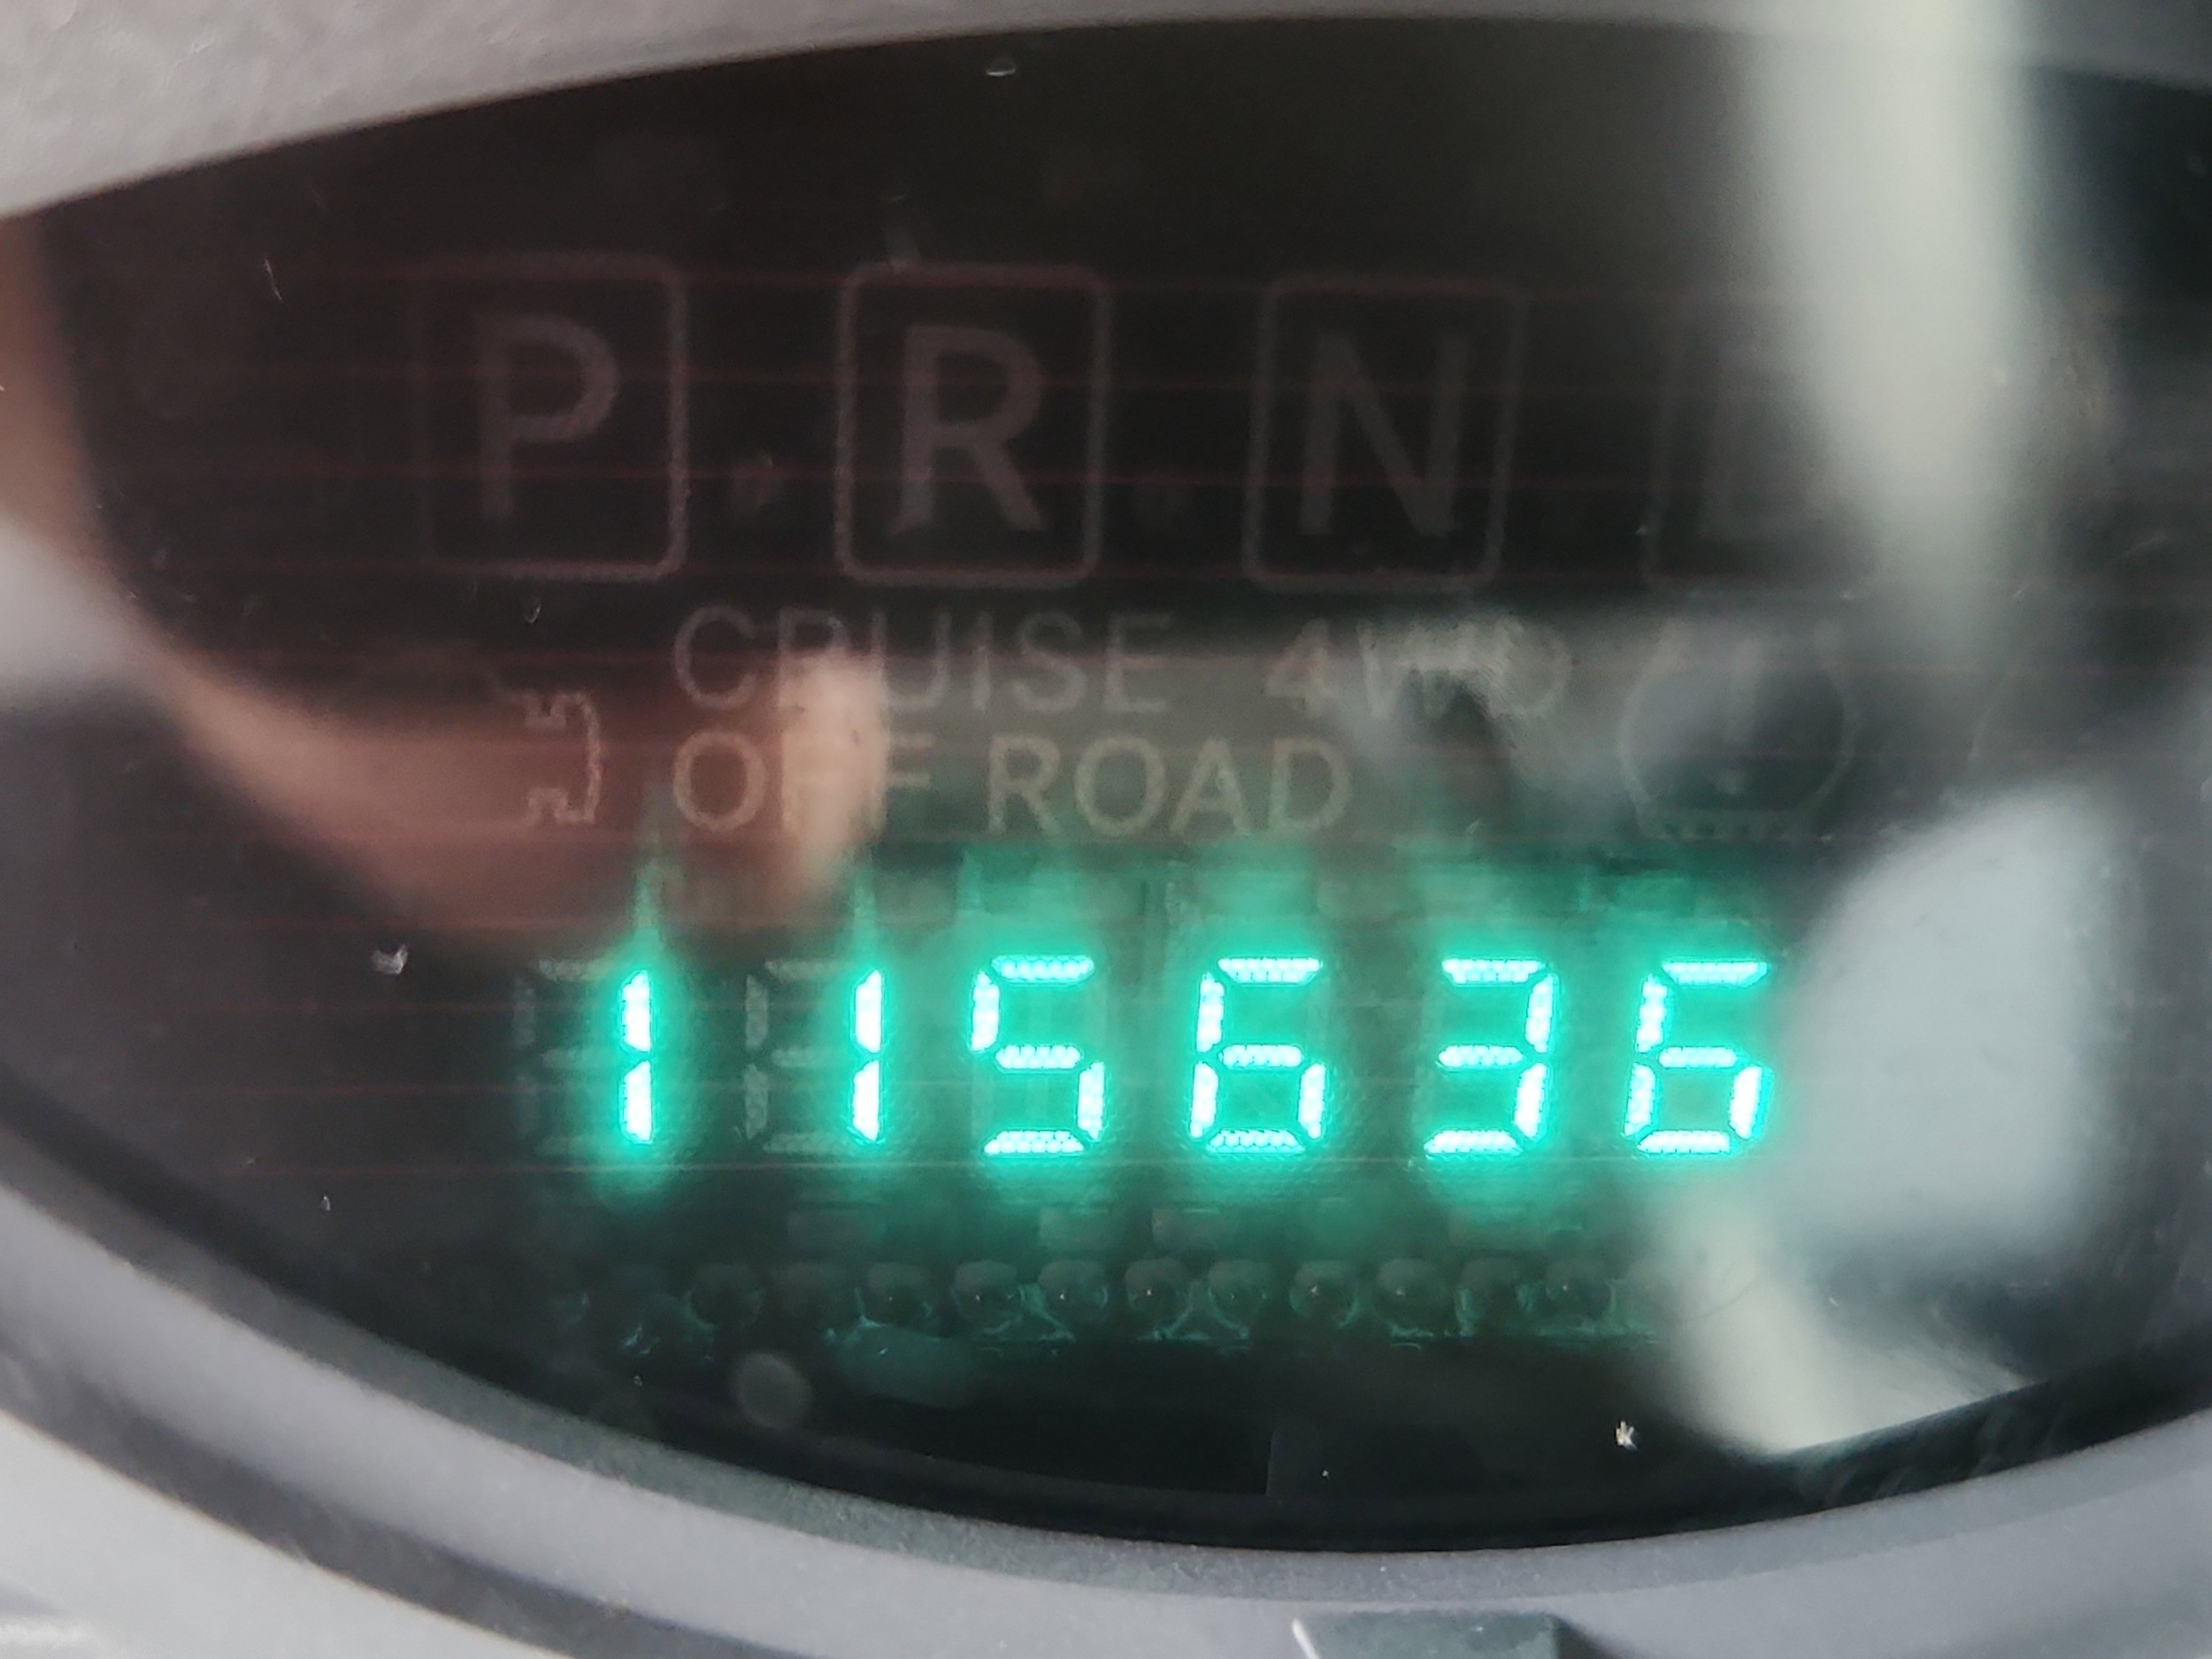 P R N
CRUISE 4WD
OFF ROAD
115636